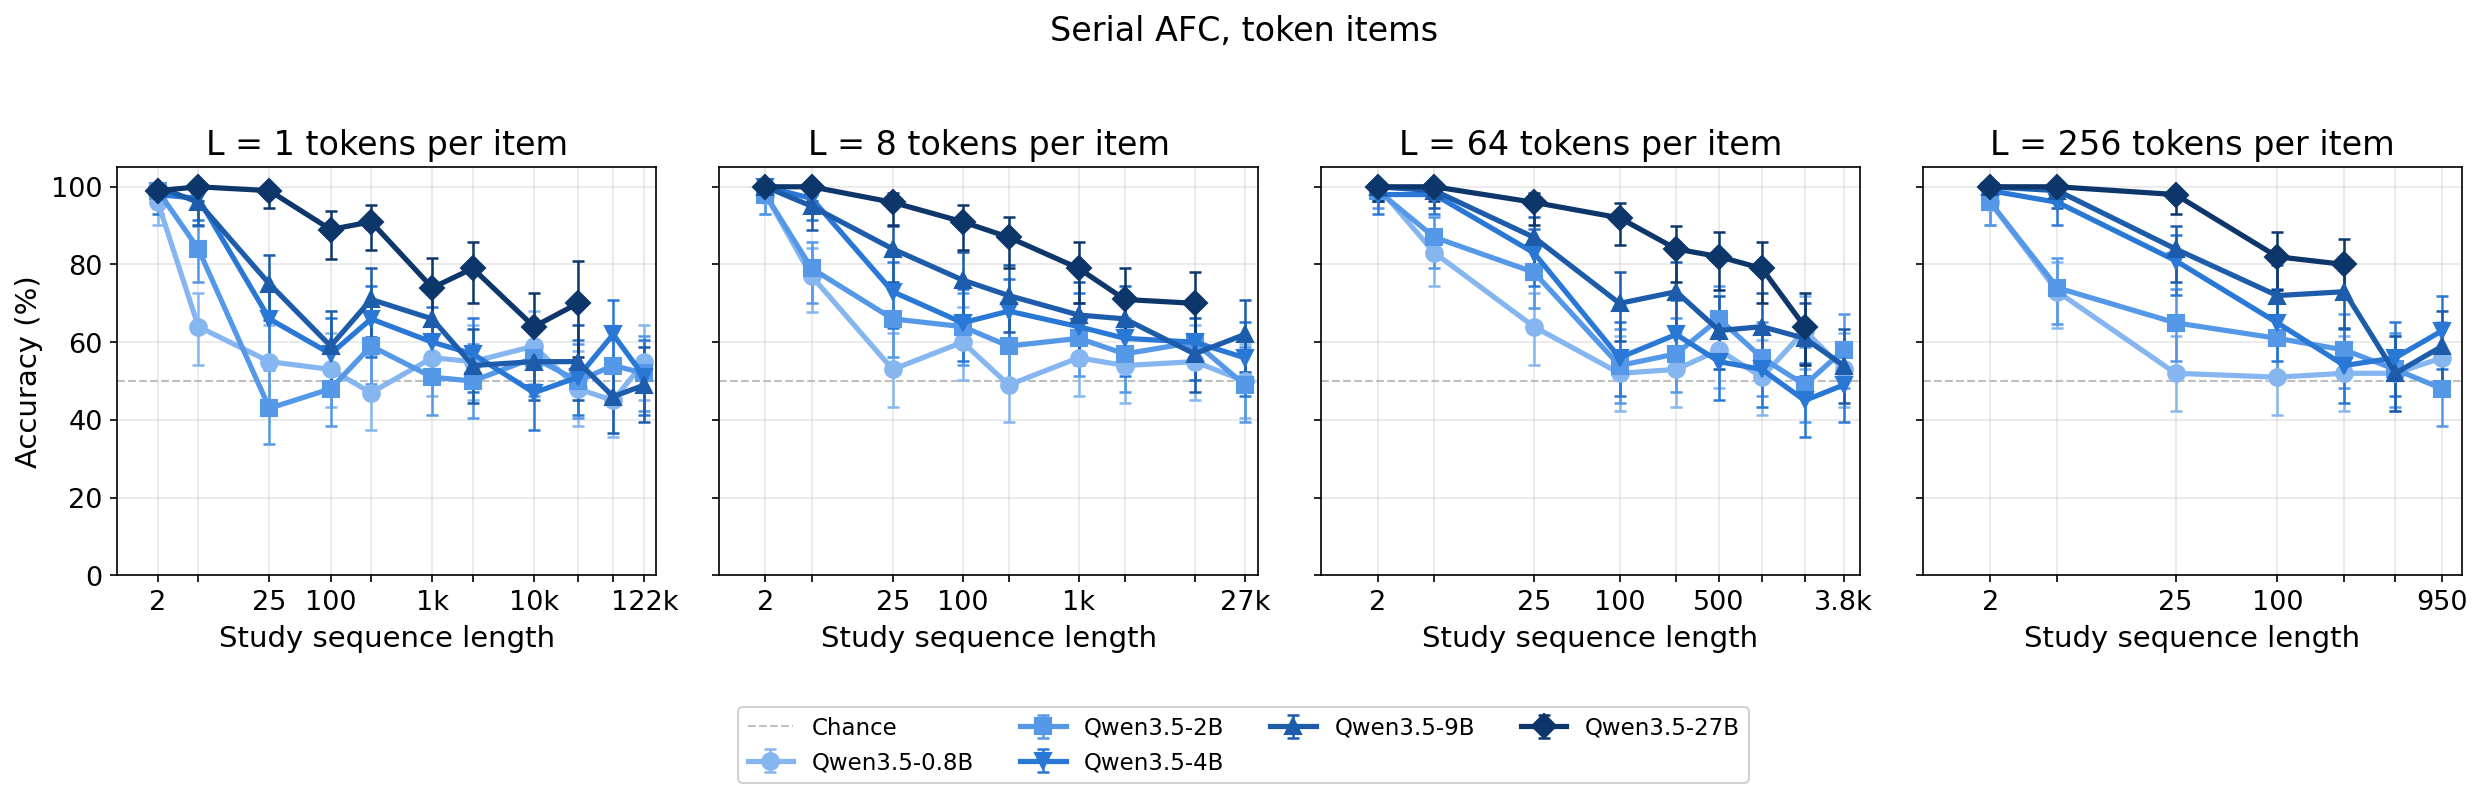 Serial AFC, token items
L = 1 tokens per item
L = 8 tokens per item
L = 64 tokens per item
L = 256 tokens per item
Accuracy (%)
100
80
60
40
20
0
2 25 100 1k 10k 122k
2 25 100 1k 27k
2 25 100 500 3.8k
2 25 100 950
Study sequence length
Study sequence length
Study sequence length
Study sequence length
Chance
Qwen3.5-0.8B
Qwen3.5-2B
Qwen3.5-4B
Qwen3.5-9B
Qwen3.5-27B